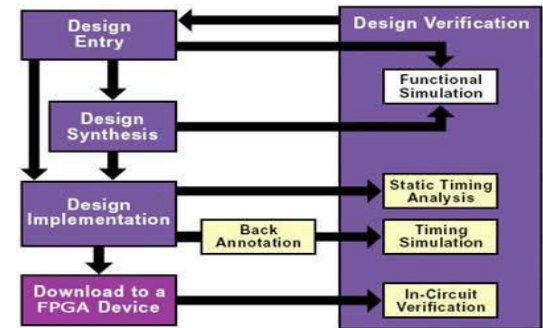 Design
Entry
Design Verification
Functional
Simulation
Design
Synthesis
Design
Implementation
Static Timing
Analysis
Back
Annotation
Timing
Simulation
Download to a
FPGA Device
In-Circuit
Verification